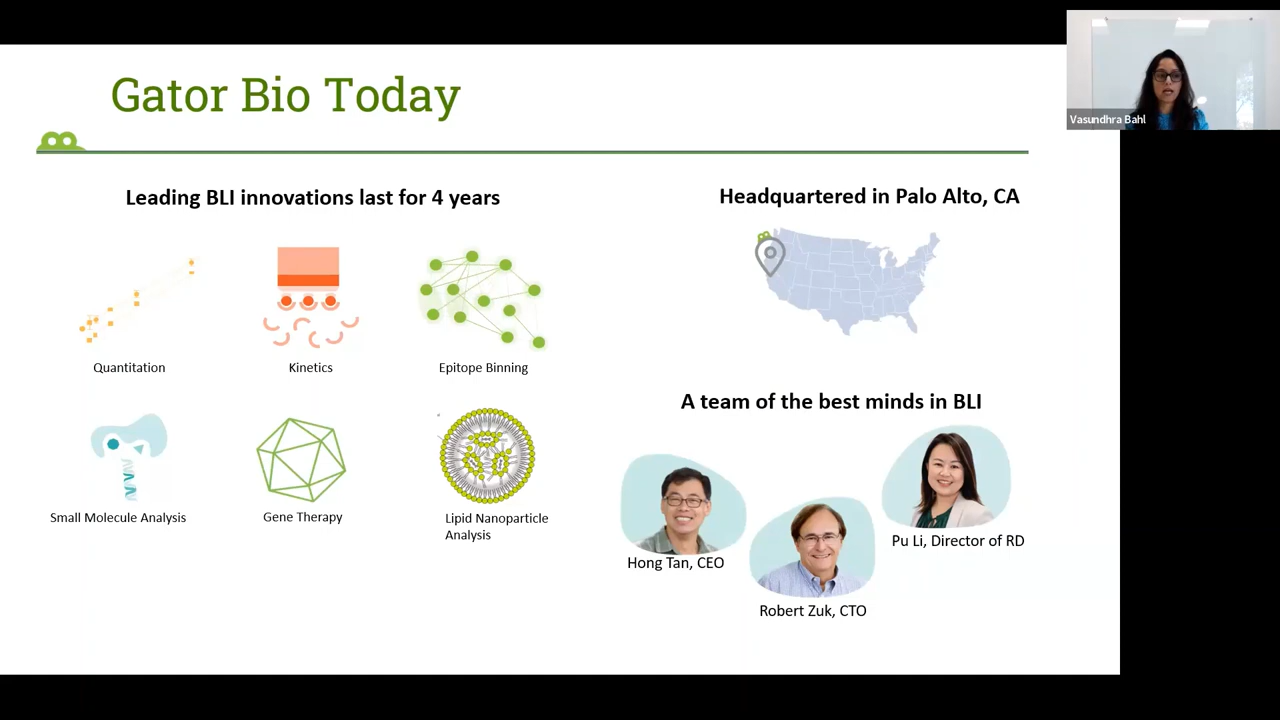 Gator Bio Today
Vasundhra Bahl
Leading BLI innovations last for 4 years
Quantitation
Kinetics
Epitope Binning
Small Molecule Analysis
Gene Therapy
Lipid Nanoparticle
Analysis
Headquartered in Palo Alto, CA
A team of the best minds in BLI
Hong Tan, CEO
Robert Zuk, CTO
Pu Li, Director of RD